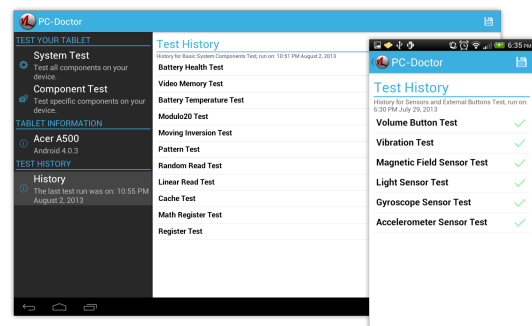 PC-Doctor
TEST YOUR TABLET
System Test
Test all components on your
device.
Component Test
Test specific components on your
device.
TABLET INFORMATION
Acer A500
Android 4.0.3
TEST HISTORY
History
The last test run was on: 10:55 PM
August 2, 2013
Test History
History for Basic System Components Test, run on: 10:51 PM August 2, 2013
Battery Health Test
Video Memory Test
Battery Temperature Test
Modulo20 Test
Moving Inversion Test
Pattern Test
Random Read Test
Linear Read Test
Cache Test
Math Register Test
Register Test
6:35 PM
PC-Doctor
Test History
History for Sensors and External Buttons Test, run on:
6:30 PM July 29, 2013
Volume Button Test
Vibration Test
Magnetic Field Sensor Test
Light Sensor Test
Gyroscope Sensor Test
Accelerometer Sensor Test